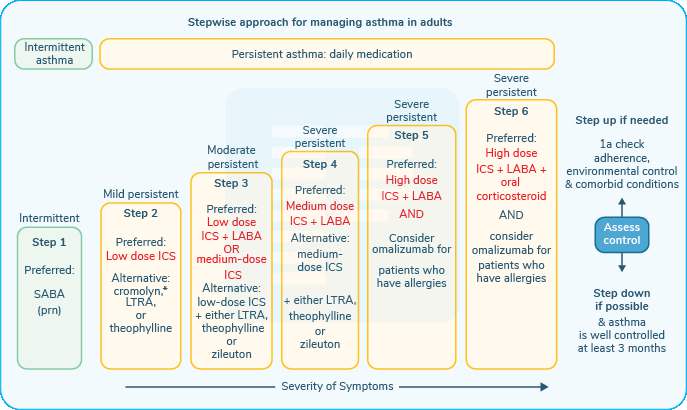 Stepwise approach for managing asthma in adults
Intermittent
asthma
Persistent asthma: daily medication
Intermittent
Step 1
Preferred:
SABA
(prn)
Mild persistent
Step 2
Preferred:
Low dose ICS
Alternative:
cromolyn,*
LTRA,
or
theophylline
Moderate
persistent
Step 3
Preferred:
Low dose
ICS + LABA
OR
medium-dose
ICS
Alternative:
low-dose ICS
+ either LTRA,
theophylline
or
zileuton
Severe
persistent
Step 4
Preferred:
Medium dose
ICS + LABA
Alternative:
medium-
dose ICS
+ either LTRA,
theophylline
or
zileuton
Severe
persistent
Step 5
Preferred:
High dose
ICS + LABA
AND
Consider
omalizumab for
patients who
have allergies
Severe
persistent
Step 6
Preferred:
High dose
ICS + LABA +
oral
corticosteroid
AND
consider
omalizumab for
patients who
have allergies
Step up if needed
1a check
adherence,
environmental control
& comorbid conditions
Assess
control
Step down
if possible
& asthma
is well controlled
at least 3 months
Severity of Symptoms